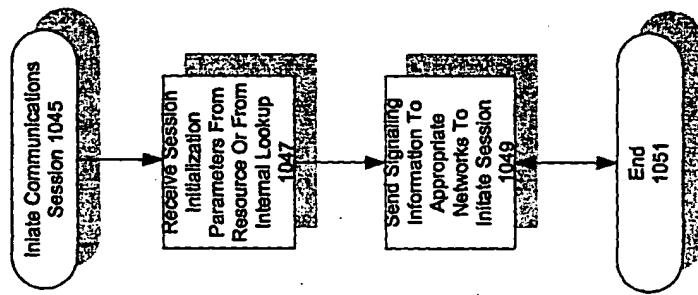 Iniate Communications
Session 1045
Receive Session
Initialization
Parameters From
Resource Or From
Internal Lookup
1047
Send Signaling
Information To
Appropriate
Networks To
Initate Session
1049
End
1051